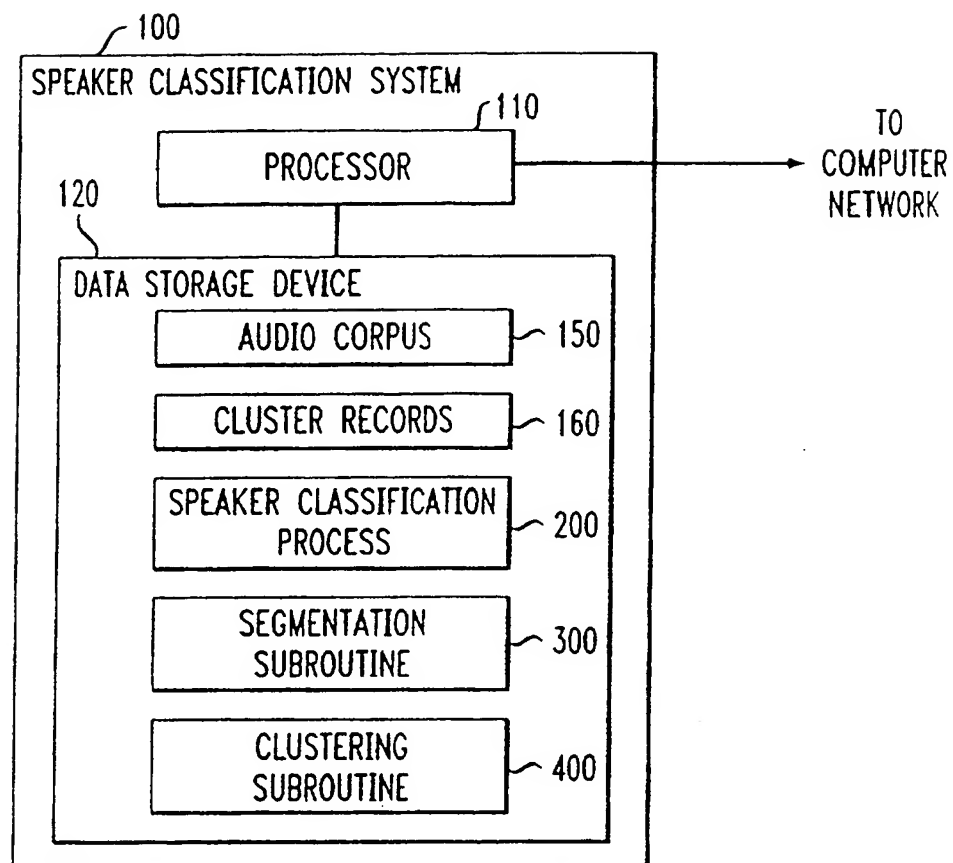 100
SPEAKER CLASSIFICATION SYSTEM
110
PROCESSOR
TO
COMPUTER
NETWORK
120
DATA STORAGE DEVICE
AUDIO CORPUS
150
CLUSTER RECORDS
160
SPEAKER CLASSIFICATION
PROCESS
200
SEGMENTATION
SUBROUTINE
300
CLUSTERING
SUBROUTINE
400